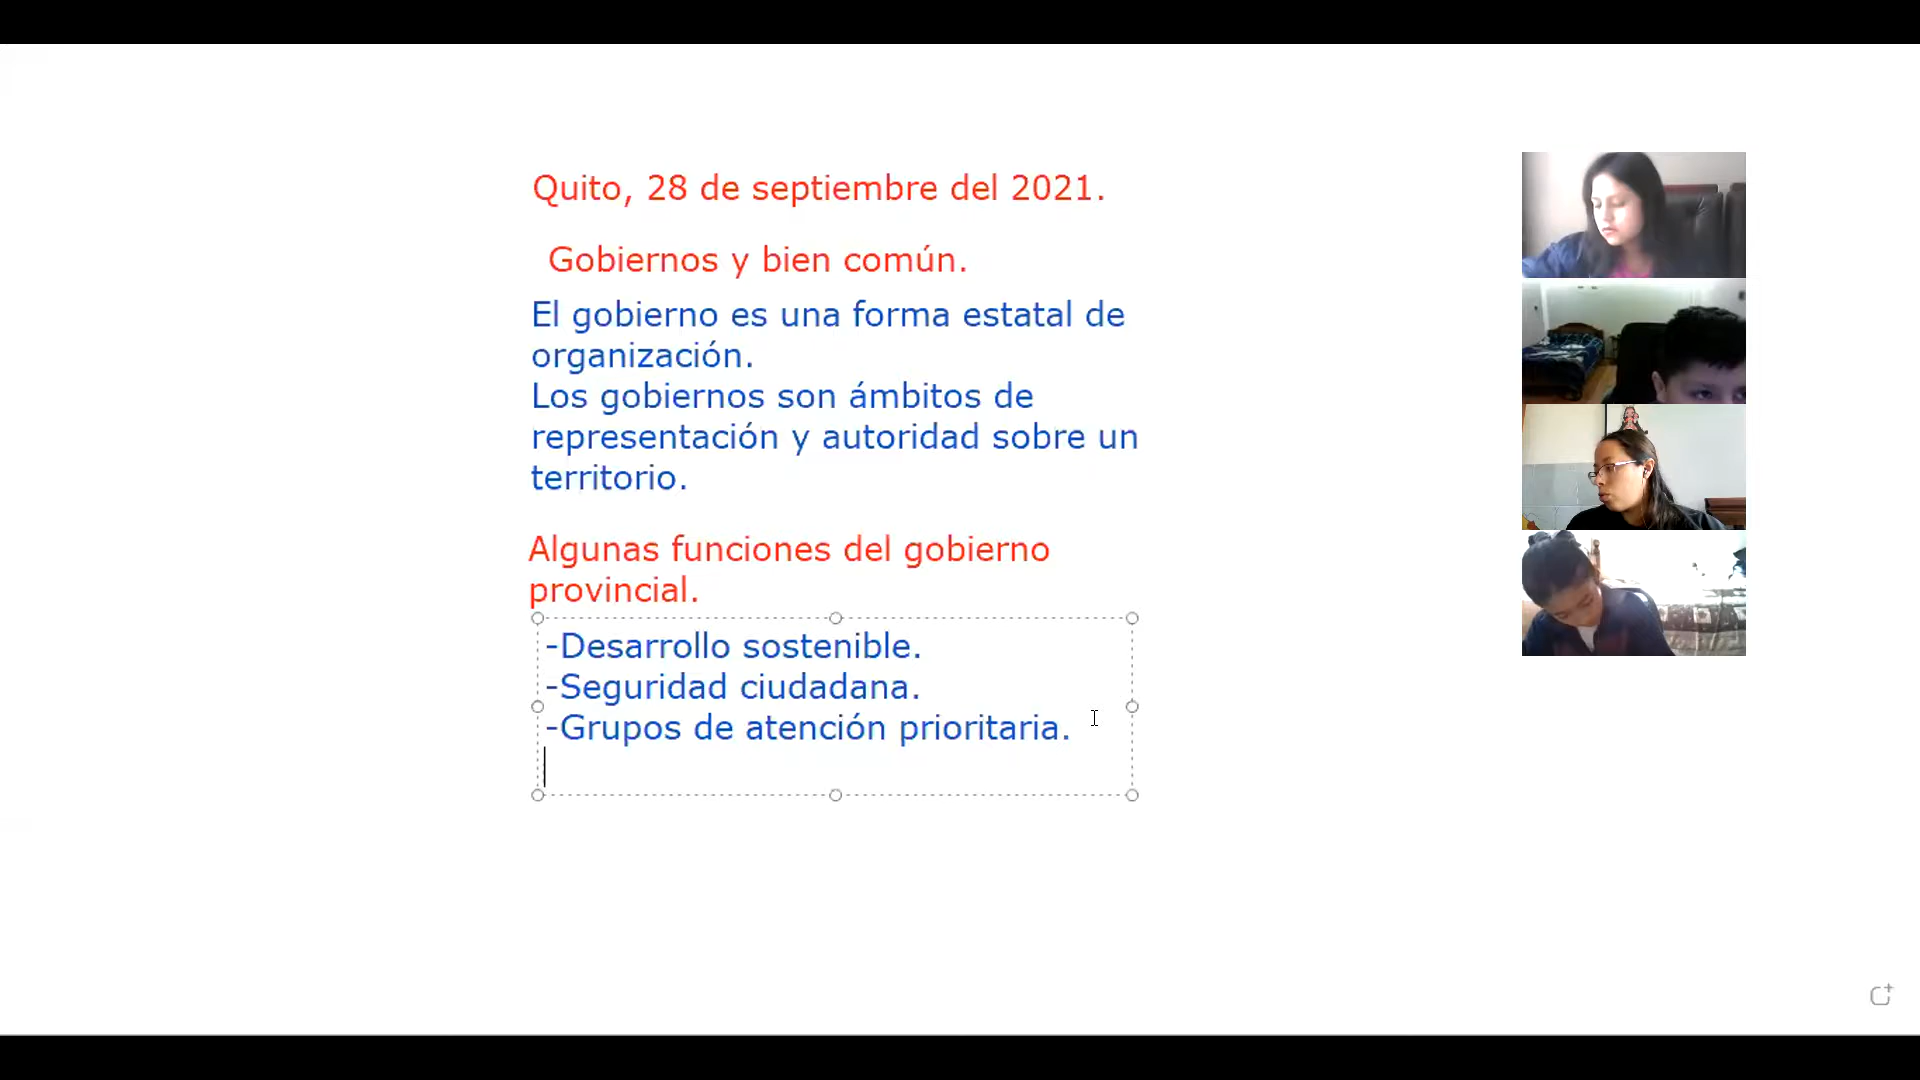 Quito, 28 de septiembre del 2021.
Gobiernos y bien común.
El gobierno es una forma estatal de
organización.
Los gobiernos son ámbitos de
representación y autoridad sobre un
territorio.
Algunas funciones del gobierno
provincial.
-Desarrollo sostenible.
-Seguridad ciudadana.
-Grupos de atención prioritaria.